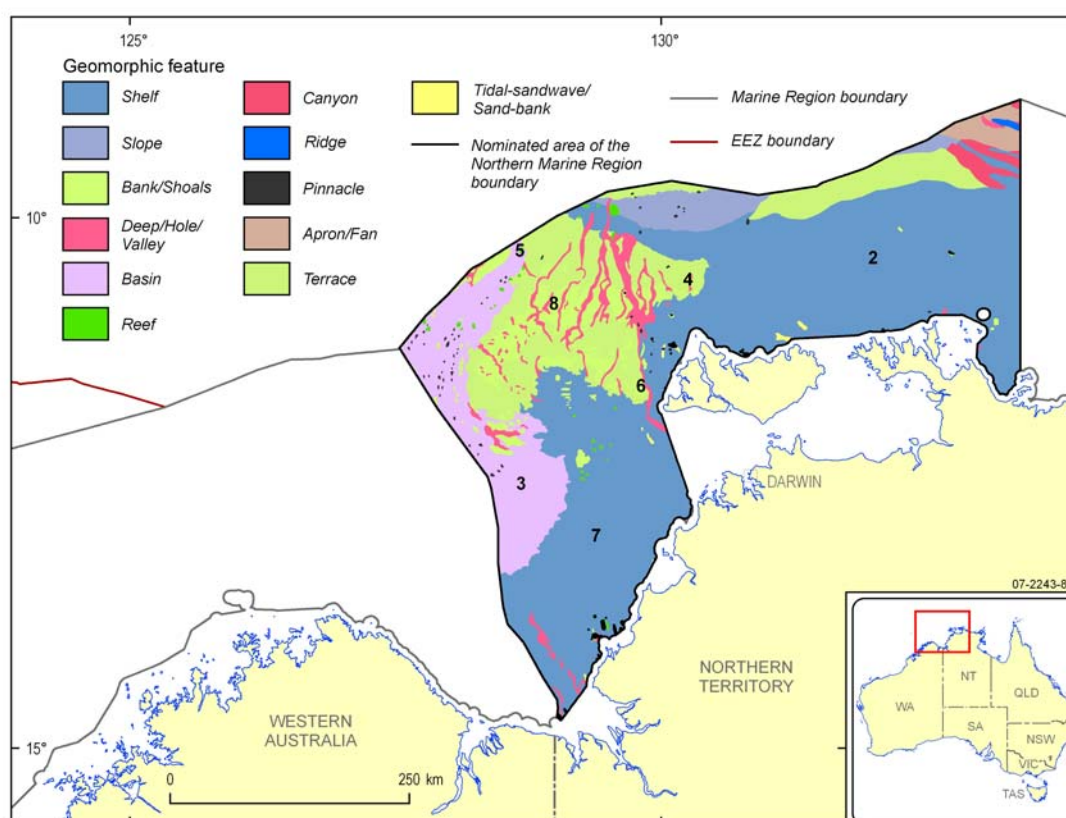 125°
130°
Geomorphic feature
Shelf
Slope
Bank/Shoals
Deep/Hole/
Valley
Basin
Reef
Canyon
Ridge
Pinnacle
Apron/Fan
Terrace
Tidal-sandwave/
Sand-bank
Nominated area of the
Northern Marine Region
boundary
Marine Region boundary
EEZ boundary
10°
5
2
4
8
6
3
DARWIN
7
07-2243-8
NORTHERN
TERRITORY
WESTERN
AUSTRALIA
15°
0
250 km
NT
QLD
WA
SA
NSW
VIC
TAS